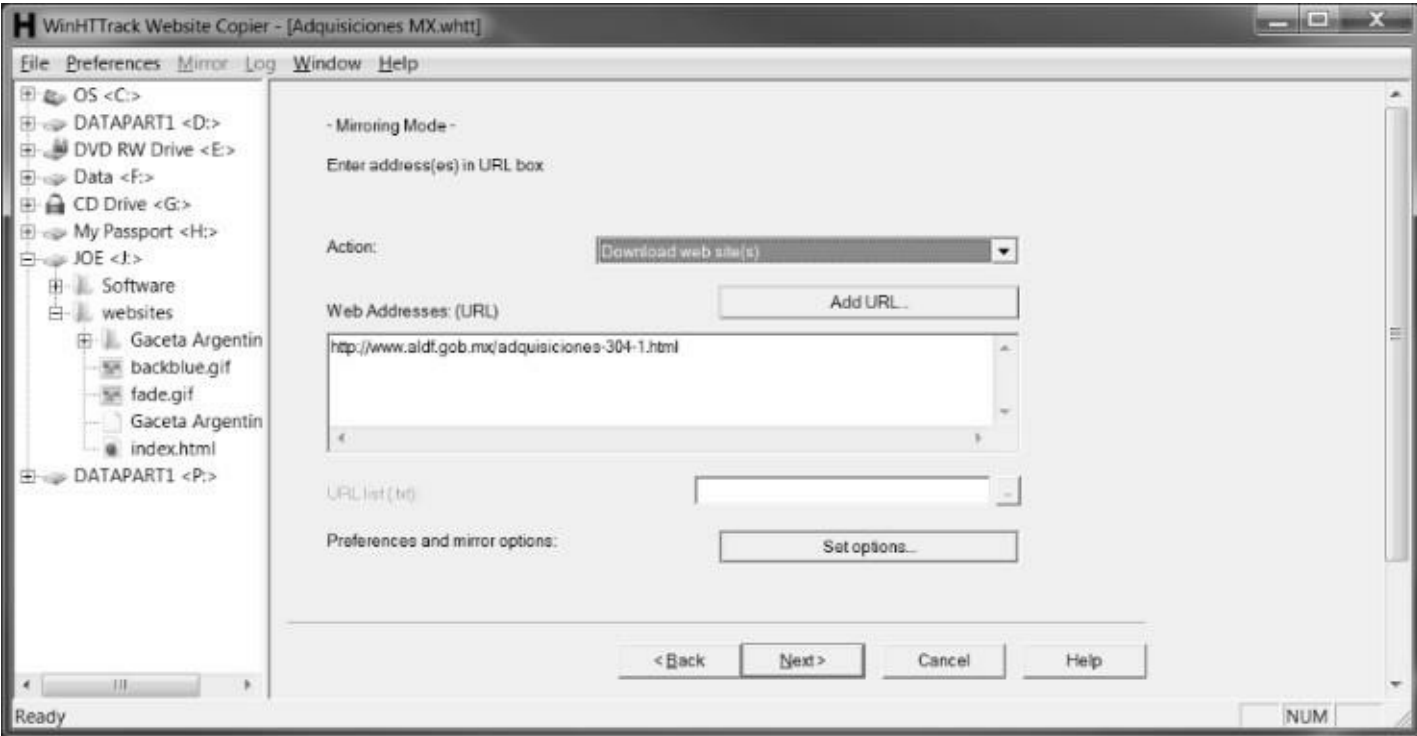 WinHTTrack Website Copier - [Adquisiciones MX.whtt]
File Preferences Mirror Log Window Help
OS <C:>
DATAPART1 <D:>
DVD RW Drive <E:>
Data <F:>
CD Drive <G:>
My Passport <H:>
JOE <J:>
Software
websites
Gaceta Argentin
backblue.gif
fade.gif
Gaceta Argentin
index.html
DATAPART1 <P:>
- Mirroring Mode -
Enter address(es) in URL box
Action:
Download web site(s)
Web Addresses: (URL)
Add URL...
http://www.aldf.gob.mx/adquisiciones-304-1.html
URL list (.txt)
..
Preferences and mirror options:
Set options...
< Back
Next >
Cancel
Help
Ready
NUM